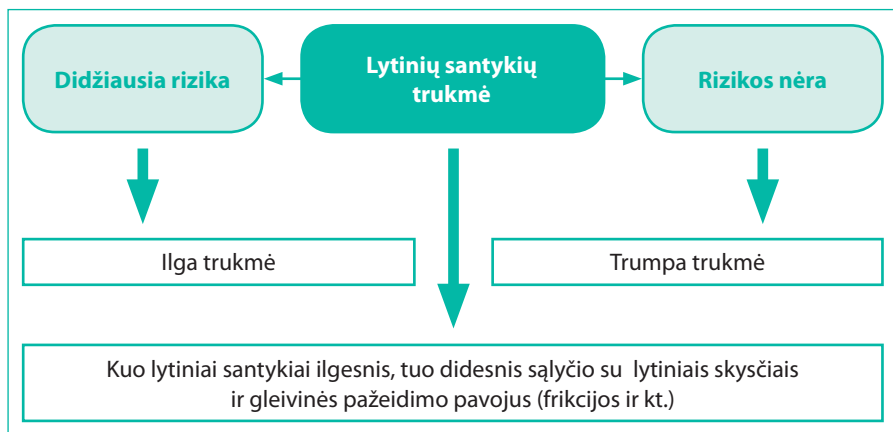 Didžiausia rizika
Lytinių santykių
trukmė
Rizikos nėra
Ilga trukmė
Trumpa trukmė
Kuo lytiniai santykiai ilgesnis, tuo didesnis sąlyčio su lytiniais skysčiais
ir gleivinės pažeidimo pavojus (frikcijos ir kt.)